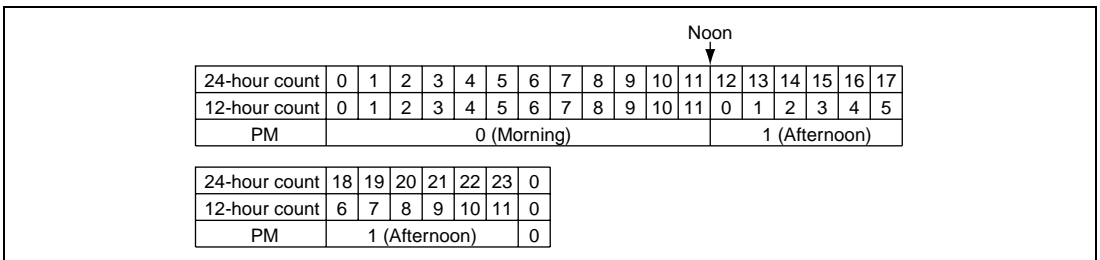 Noon
24-hour count 0 1 2 3 4 5 6 7 8 9 10 11 12 13 14 15 16 17
12-hour count 0 1 2 3 4 5 6 7 8 9 10 11 0 1 2 3 4 5
PM 0 (Morning) 1 (Afternoon)
24-hour count 18 19 20 21 22 23 0
12-hour count 6 7 8 9 10 11 0
PM 1 (Afternoon) 0